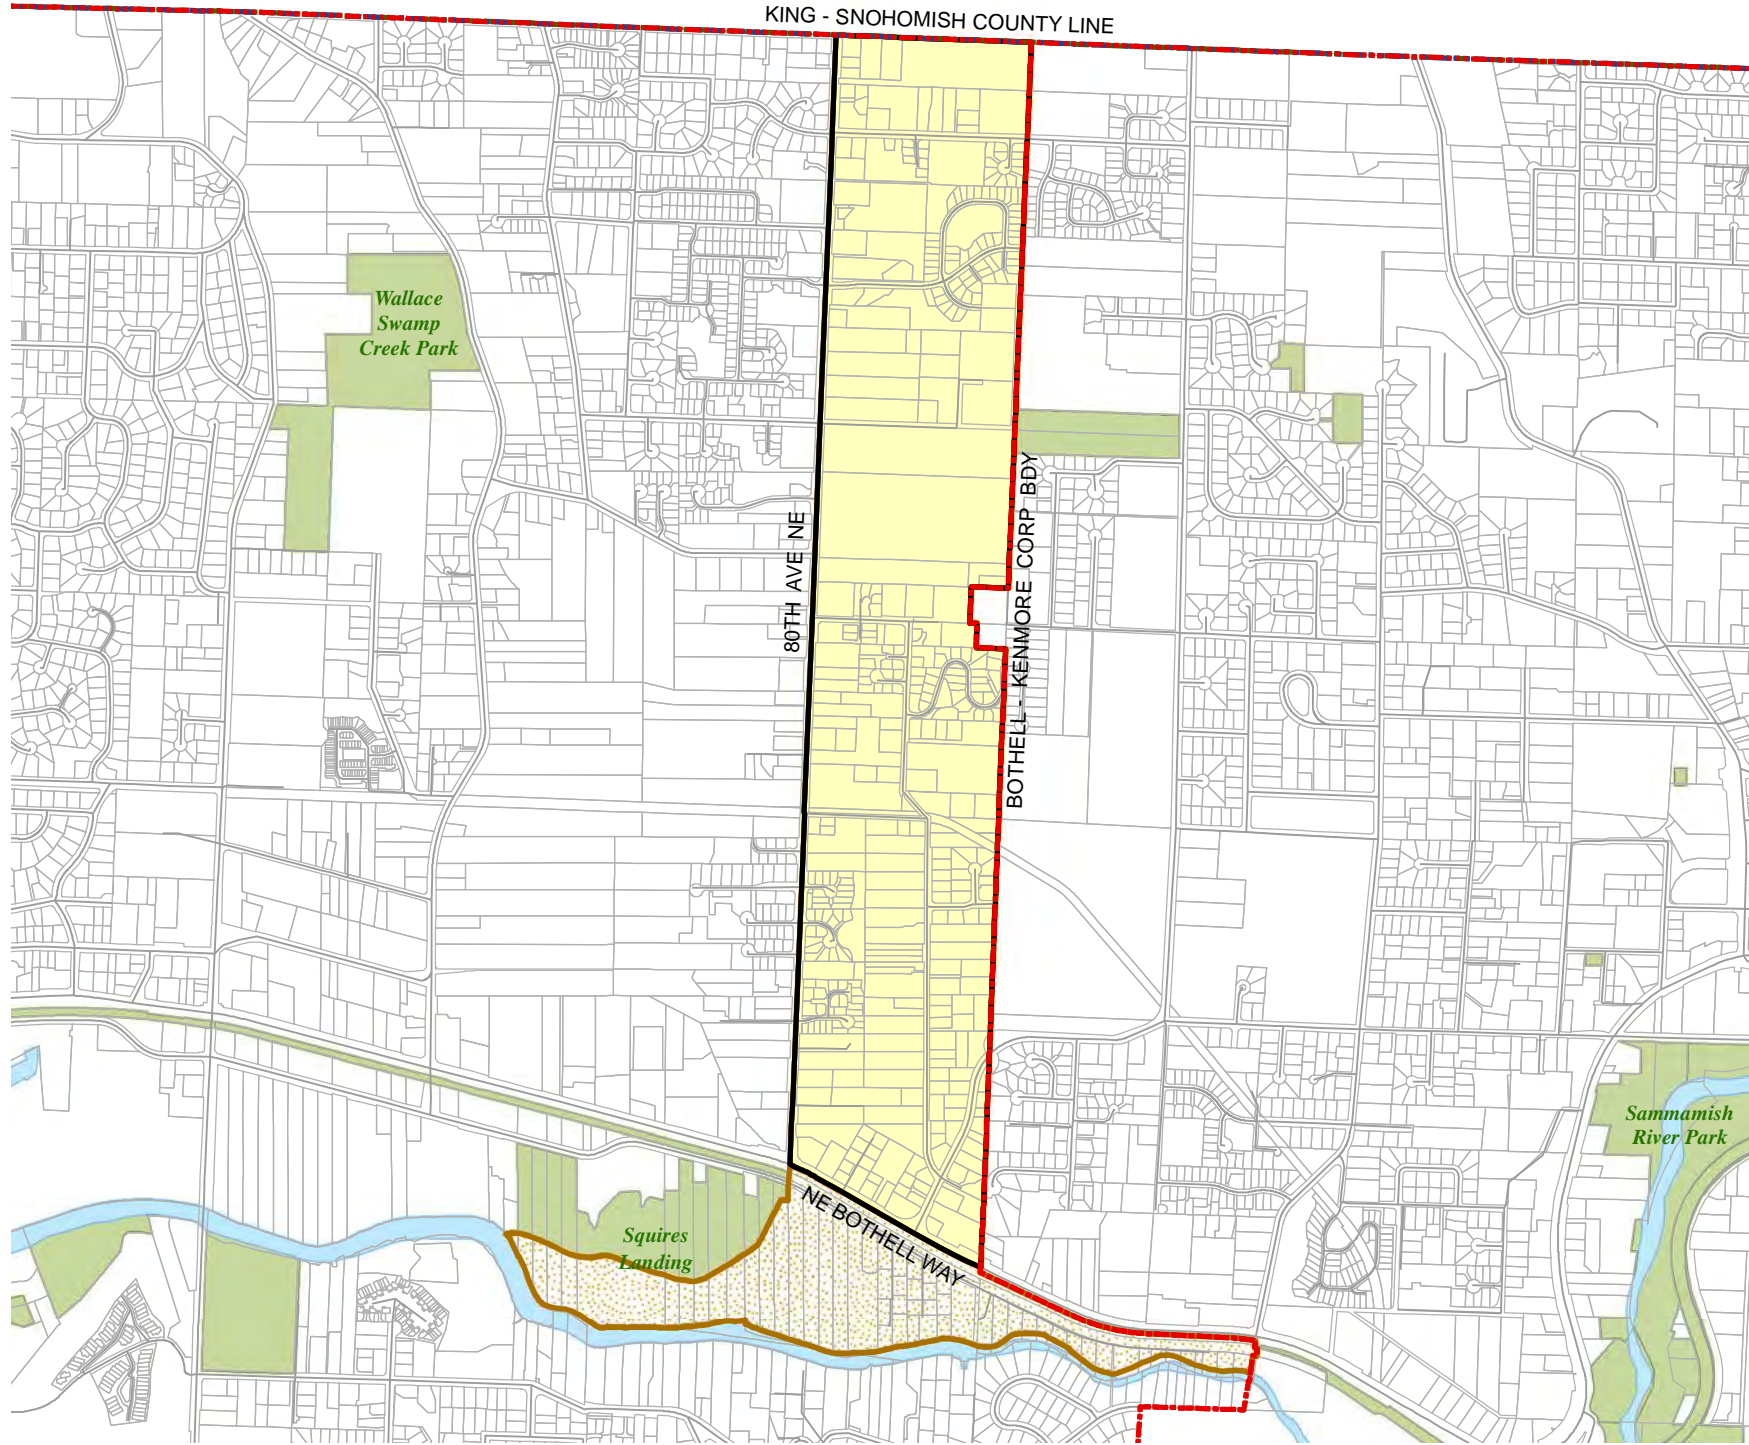 KING - SNOHOMISH COUNTY LINE
Wallace
Swamp
Creek Park
80TH AVE NE
BOTHELL - KENMORE CORP BDY
Sammamish
River Park
Squires
Landing
NE BOTHELL WAY